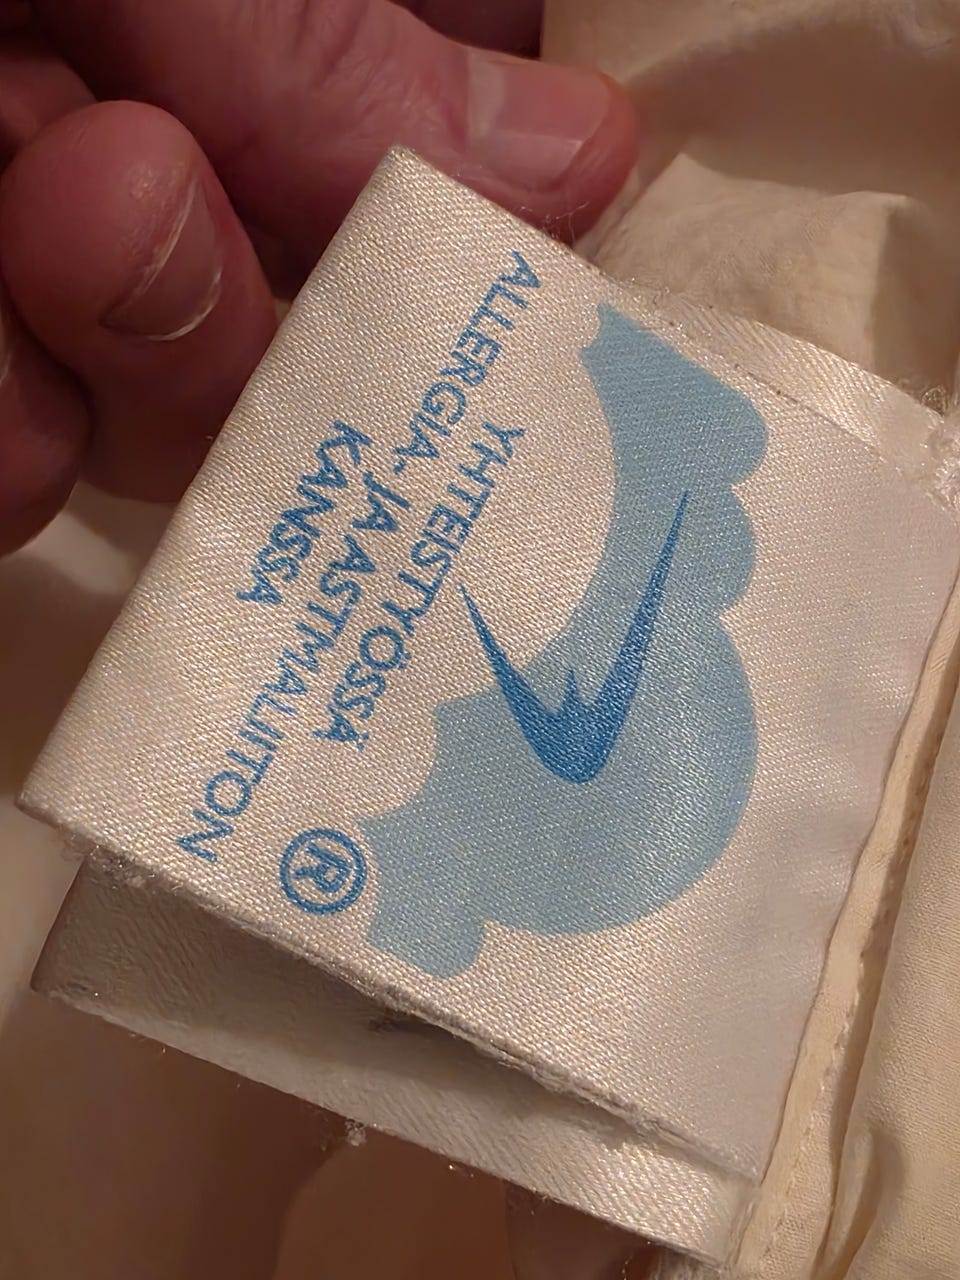 ®
YHTEISTYÖSSÄ
ALLERGIA- JA ASTMALIITON
KANSSA